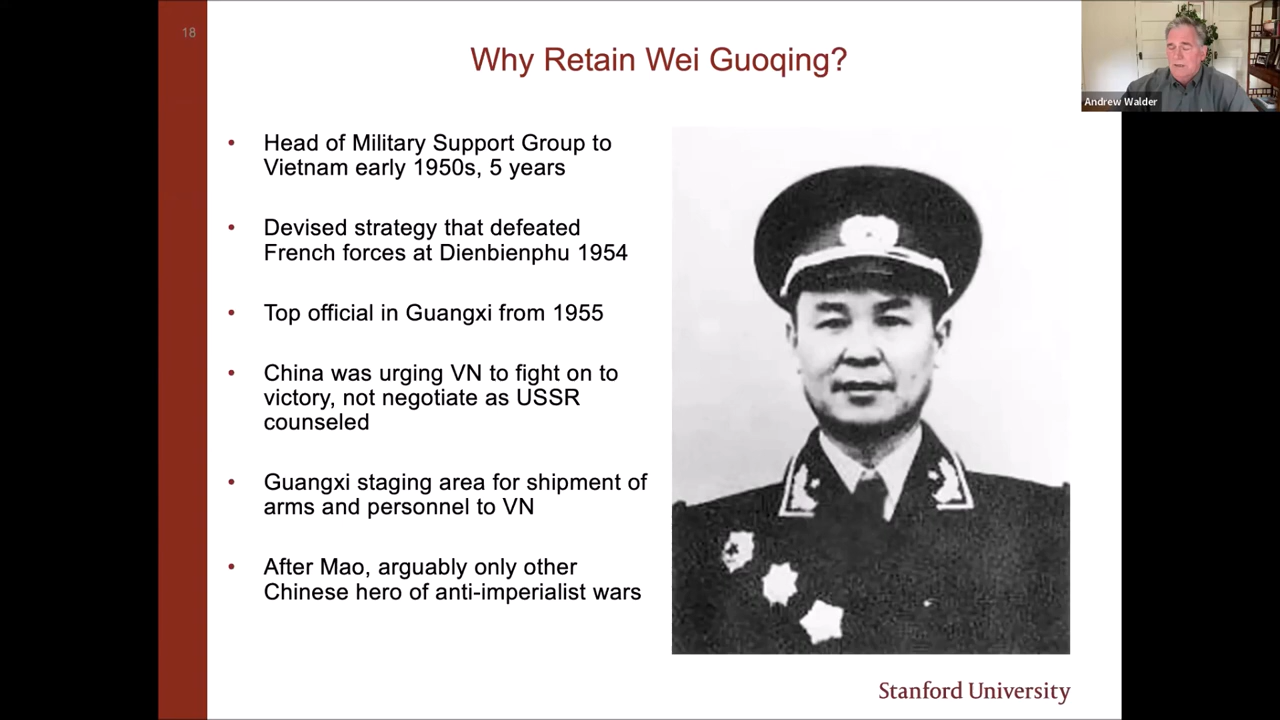 18
Why Retain Wei Guoqing?
Andrew Walder
• Head of Military Support Group to
Vietnam early 1950s, 5 years
• Devised strategy that defeated
French forces at Dienbienphu 1954
• Top official in Guangxi from 1955
• China was urging VN to fight on to
victory, not negotiate as USSR
counseled
• Guangxi staging area for shipment of
arms and personnel to VN
• After Mao, arguably only other
Chinese hero of anti-imperialist wars
Stanford University